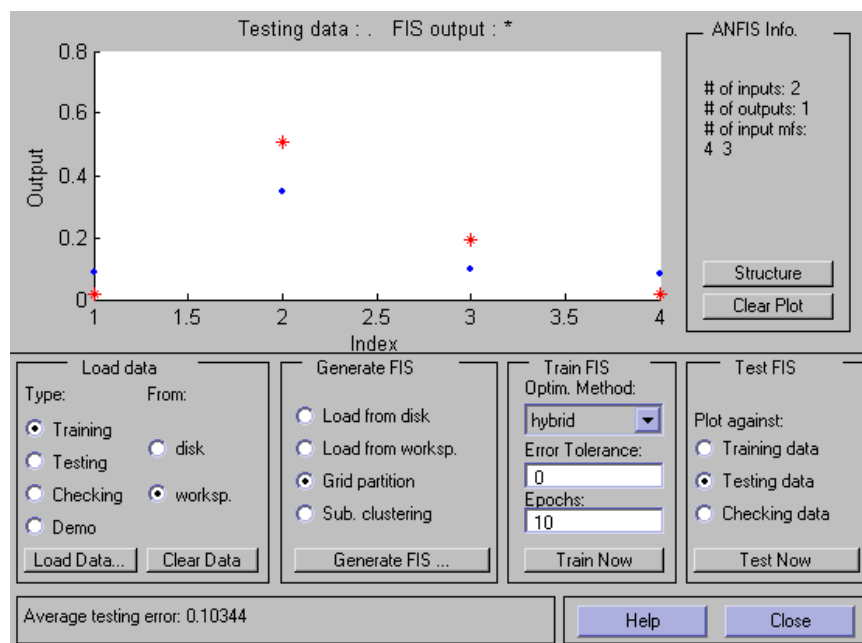 Testing data : .   FIS output : *
0.8
0.6
0.4
0.2
0
Output
1
1.5
2
2.5
3
3.5
4
Index
ANFIS Info.
# of inputs: 2
# of outputs: 1
# of input mfs:
4  3
Structure
Clear Plot
Load data
Type:
From:
Training
Testing
Checking
Demo
disk
worksp.
Load Data...
Clear Data
Generate FIS
Load from disk
Load from worksp.
Grid partition
Sub. clustering
Generate FIS ...
Train FIS
Optim. Method:
hybrid
Error Tolerance:
0
Epochs:
10
Train Now
Test FIS
Plot against:
Training data
Testing data
Checking data
Test Now
Average testing error: 0.10344
Help
Close